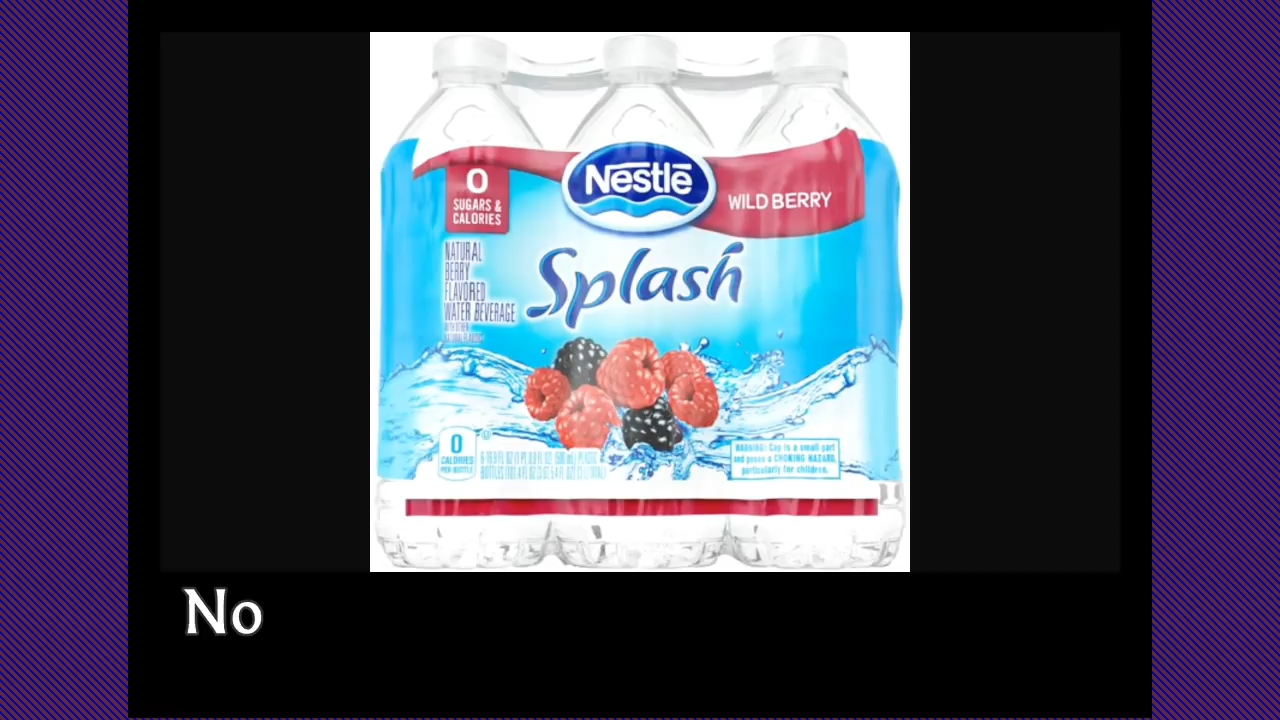 Nestlē
0
SUGARS &
CALORIES
WILD BERRY
Splash
NATURAL
BERRY
FLAVORED
WATER BEVERAGE
0
CALORIES
PER BOTTLE
WARNING: Cap is a small part
and poses a CHOKING HAZARD,
particularly for children.
No